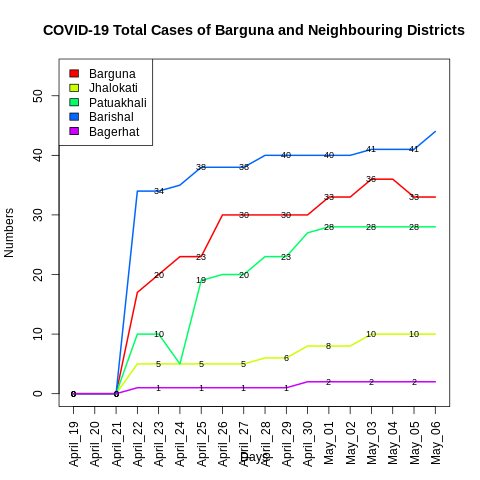 COVID-19 Total Cases of Barguna and Neighbouring Districts
Barguna
Jhalokati
Patuakhali
Barishal
Bagerhat
Numbers
50
40
30
20
10
0
38 38 40 40 41 41
34
36
33 33
30 30
28 28 28
23 23
20 19 20
10 10 10
8
5 5 5 6
1 1 1 1 2 2 2
0 0
April_19 April_20 April_21 April_22 April_23 April_24 April_25 April_26 April_27 April_28 April_29 April_30 May_01 May_02 May_03 May_04 May_05 May_06
Days